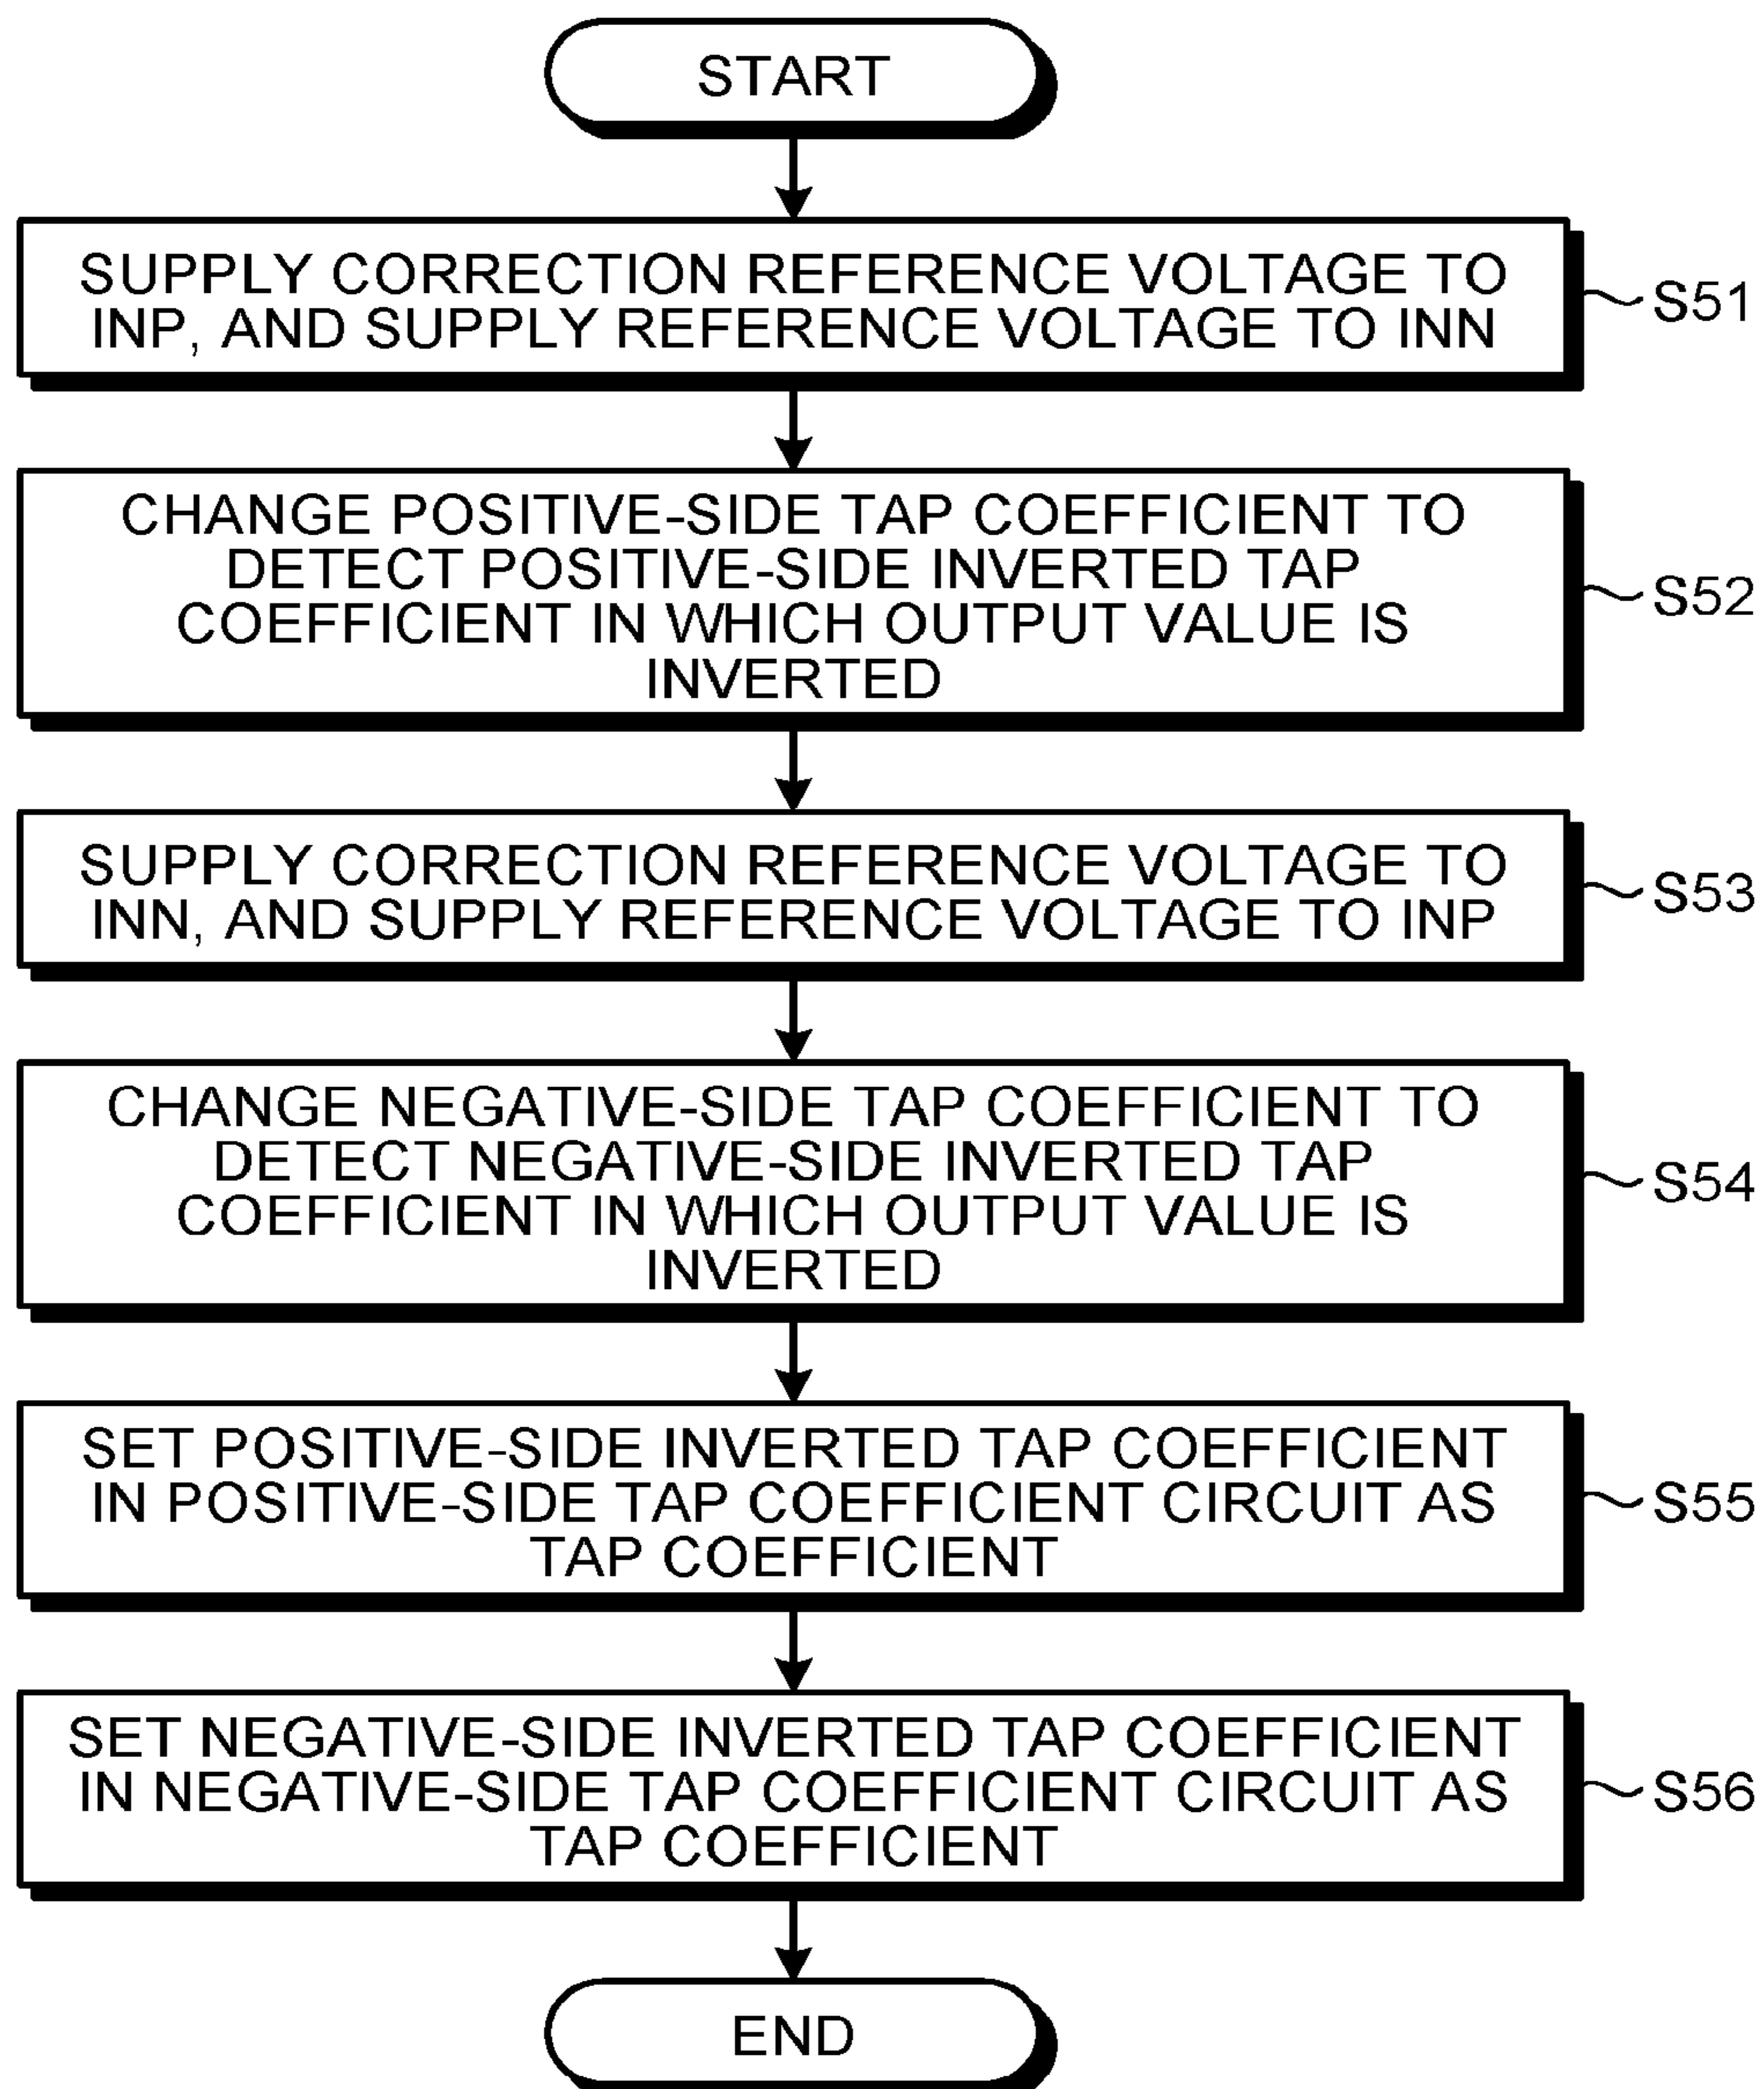 START
SUPPLY CORRECTION REFERENCE VOLTAGE TO
INP, AND SUPPLY REFERENCE VOLTAGE TO INN
S51
CHANGE POSITIVE-SIDE TAP COEFFICIENT TO
DETECT POSITIVE-SIDE INVERTED TAP
COEFFICIENT IN WHICH OUTPUT VALUE IS
INVERTED
S52
SUPPLY CORRECTION REFERENCE VOLTAGE TO
INN, AND SUPPLY REFERENCE VOLTAGE TO INP
S53
CHANGE NEGATIVE-SIDE TAP COEFFICIENT TO
DETECT NEGATIVE-SIDE INVERTED TAP
COEFFICIENT IN WHICH OUTPUT VALUE IS
INVERTED
S54
SET POSITIVE-SIDE INVERTED TAP COEFFICIENT
IN POSITIVE-SIDE TAP COEFFICIENT CIRCUIT AS
TAP COEFFICIENT
S55
SET NEGATIVE-SIDE INVERTED TAP COEFFICIENT
IN NEGATIVE-SIDE TAP COEFFICIENT CIRCUIT AS
TAP COEFFICIENT
S56
END